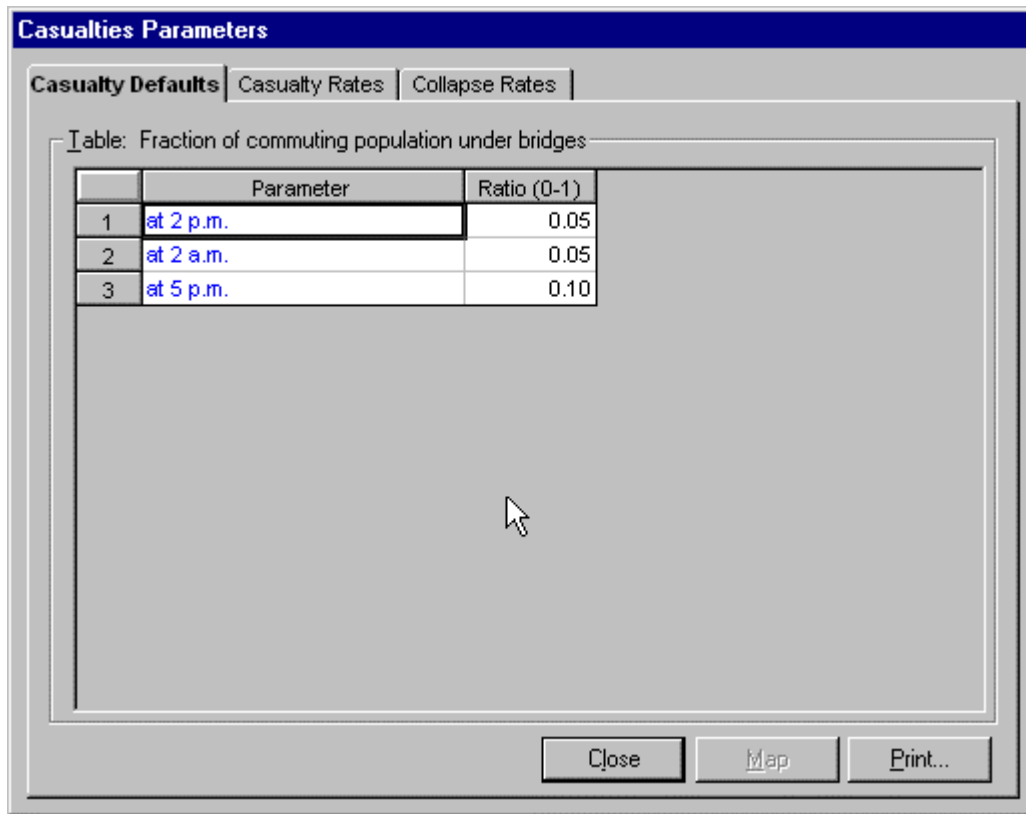 Casualties Parameters
Casualty Defaults Casualty Rates Collapse Rates
Table: Fraction of commuting population under bridges
Parameter Ratio (0-1)
1 at 2 p.m. 0.05
2 at 2 a.m. 0.05
3 at 5 p.m. 0.10
Close Map Print...